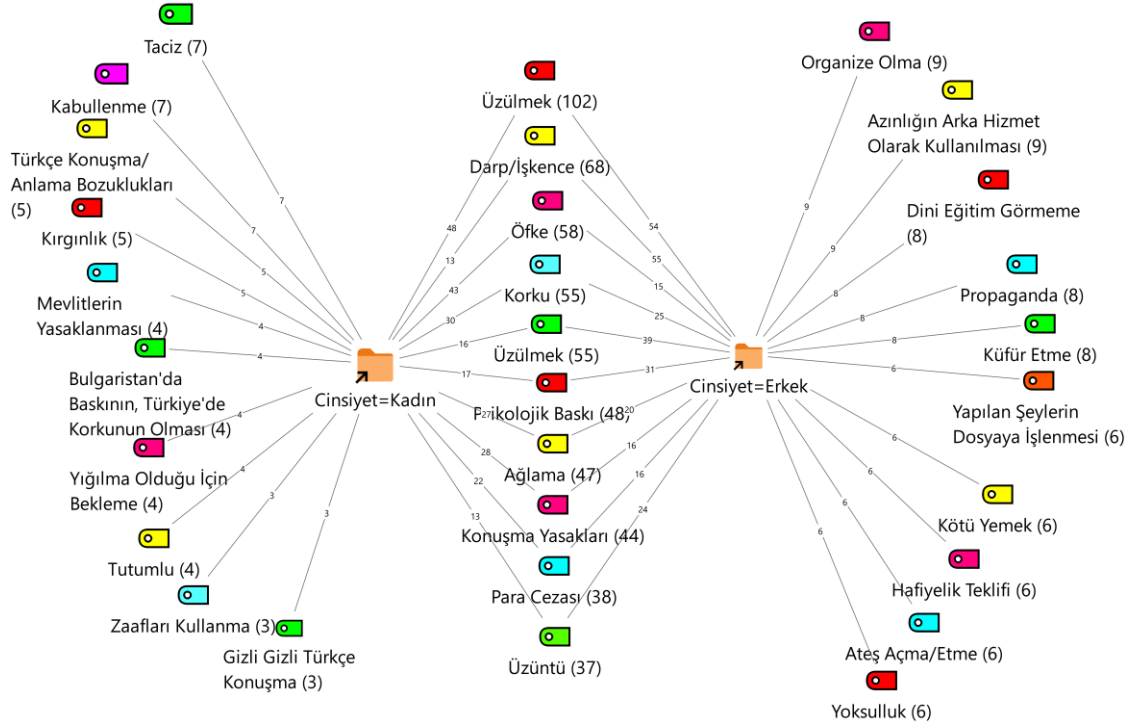 Taciz (7)
Kabullenme (7)
Türkçe Konuşma/
Anlama Bozuklukları
(5)
Kırgınlık (5)
Mevlitlerin
Yasaklanması (4)
Bulgaristan'da
Baskının, Türkiye'de
Korkunun Olması (4)
Yığılma Olduğu İçin
Bekleme (4)
Tutumlu (4)
Zaafları Kullanma (3)
Gizli Gizli Türkçe
Konuşma (3)
7
7
5
5
4
4
4
4
3
3
Cinsiyet=Kadın
48
13
43
30
16
17
27
28
22
13
Üzülmek (102)
Darp/İşkence (68)
Öfke (58)
Korku (55)
Üzülmek (55)
Psikolojik Baskı (48)
Ağlama (47)
Konuşma Yasakları (44)
Para Cezası (38)
Üzüntü (37)
54
55
15
25
39
31
20
16
16
24
Cinsiyet=Erkek
9
9
8
8
8
6
6
6
6
6
Organize Olma (9)
Azınlığın Arka Hizmet
Olarak Kullanılması (9)
Dini Eğitim Görmeme
(8)
Propaganda (8)
Küfür Etme (8)
Yapılan Şeylerin
Dosyaya İşlenmesi (6)
Kötü Yemek (6)
Hafiyelik Teklifi (6)
Ateş Açma/Etme (6)
Yoksulluk (6)